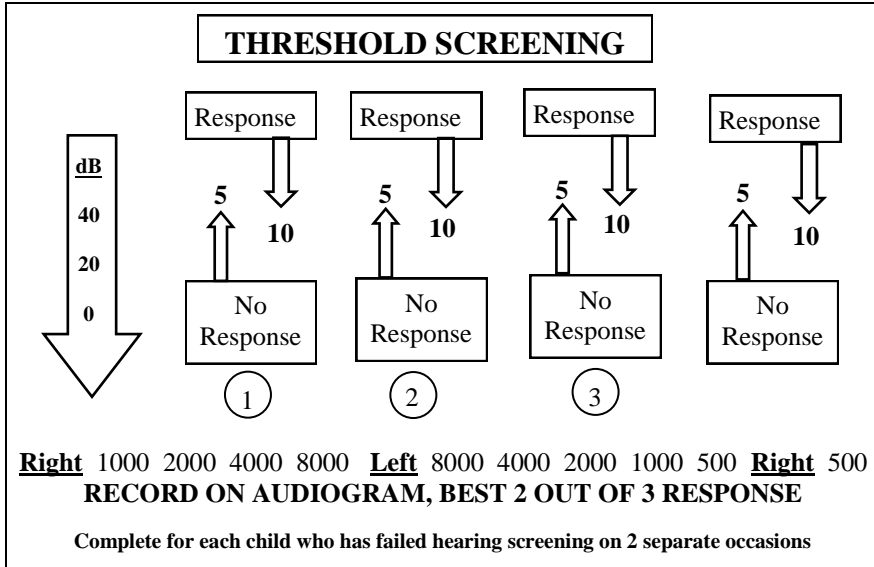 THRESHOLD SCREENING
Response Response Response Response
dB
40
20
0
5 10 5 10 5 10 5 10
No Response
No Response
No Response
No Response
1 2 3
Right 1000 2000 4000 8000 Left 8000 4000 2000 1000 500 Right 500
RECORD ON AUDIOGRAM, BEST 2 OUT OF 3 RESPONSE
Complete for each child who has failed hearing screening on 2 separate occasions